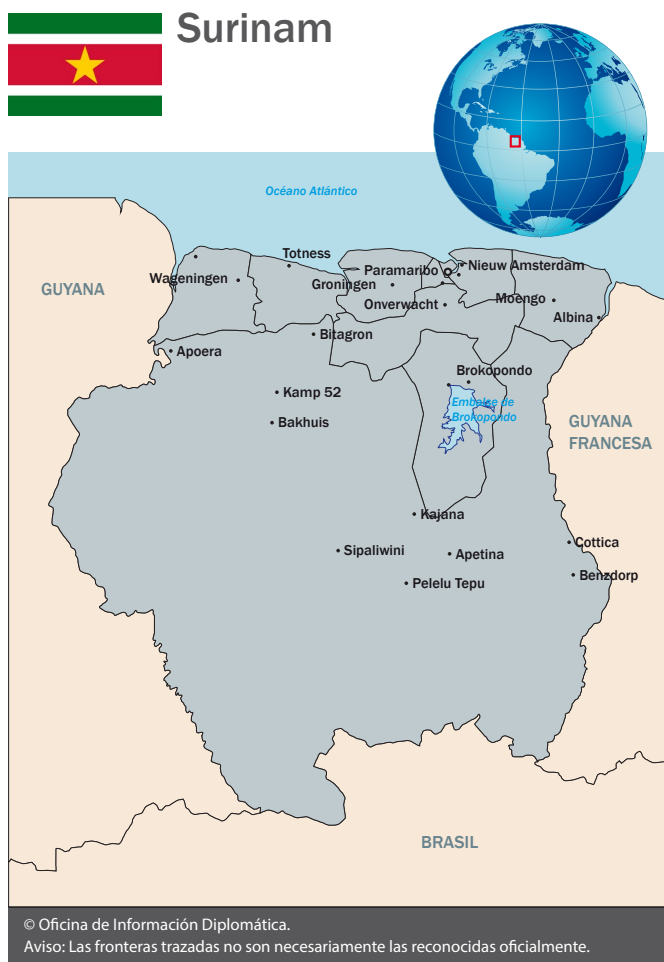 Surinam
Océano Atlántico
Totness
Wageningen
Paramaribo
Nieuw Amsterdam
Groningen
GUYANA
Onverwacht
Moengo
Albina
Bitagron
Apoera
Brokopondo
Kamp 52
Embalse de
Brokopondo
Bakhuis
GUYANA
FRANCESA
Kajana
Cottica
Sipaliwini
Apetina
Benzdorp
Pelelu Tepu
BRASIL
© Oficina de Información Diplomática.
Aviso: Las fronteras trazadas no son necesariamente las reconocidas oficialmente.